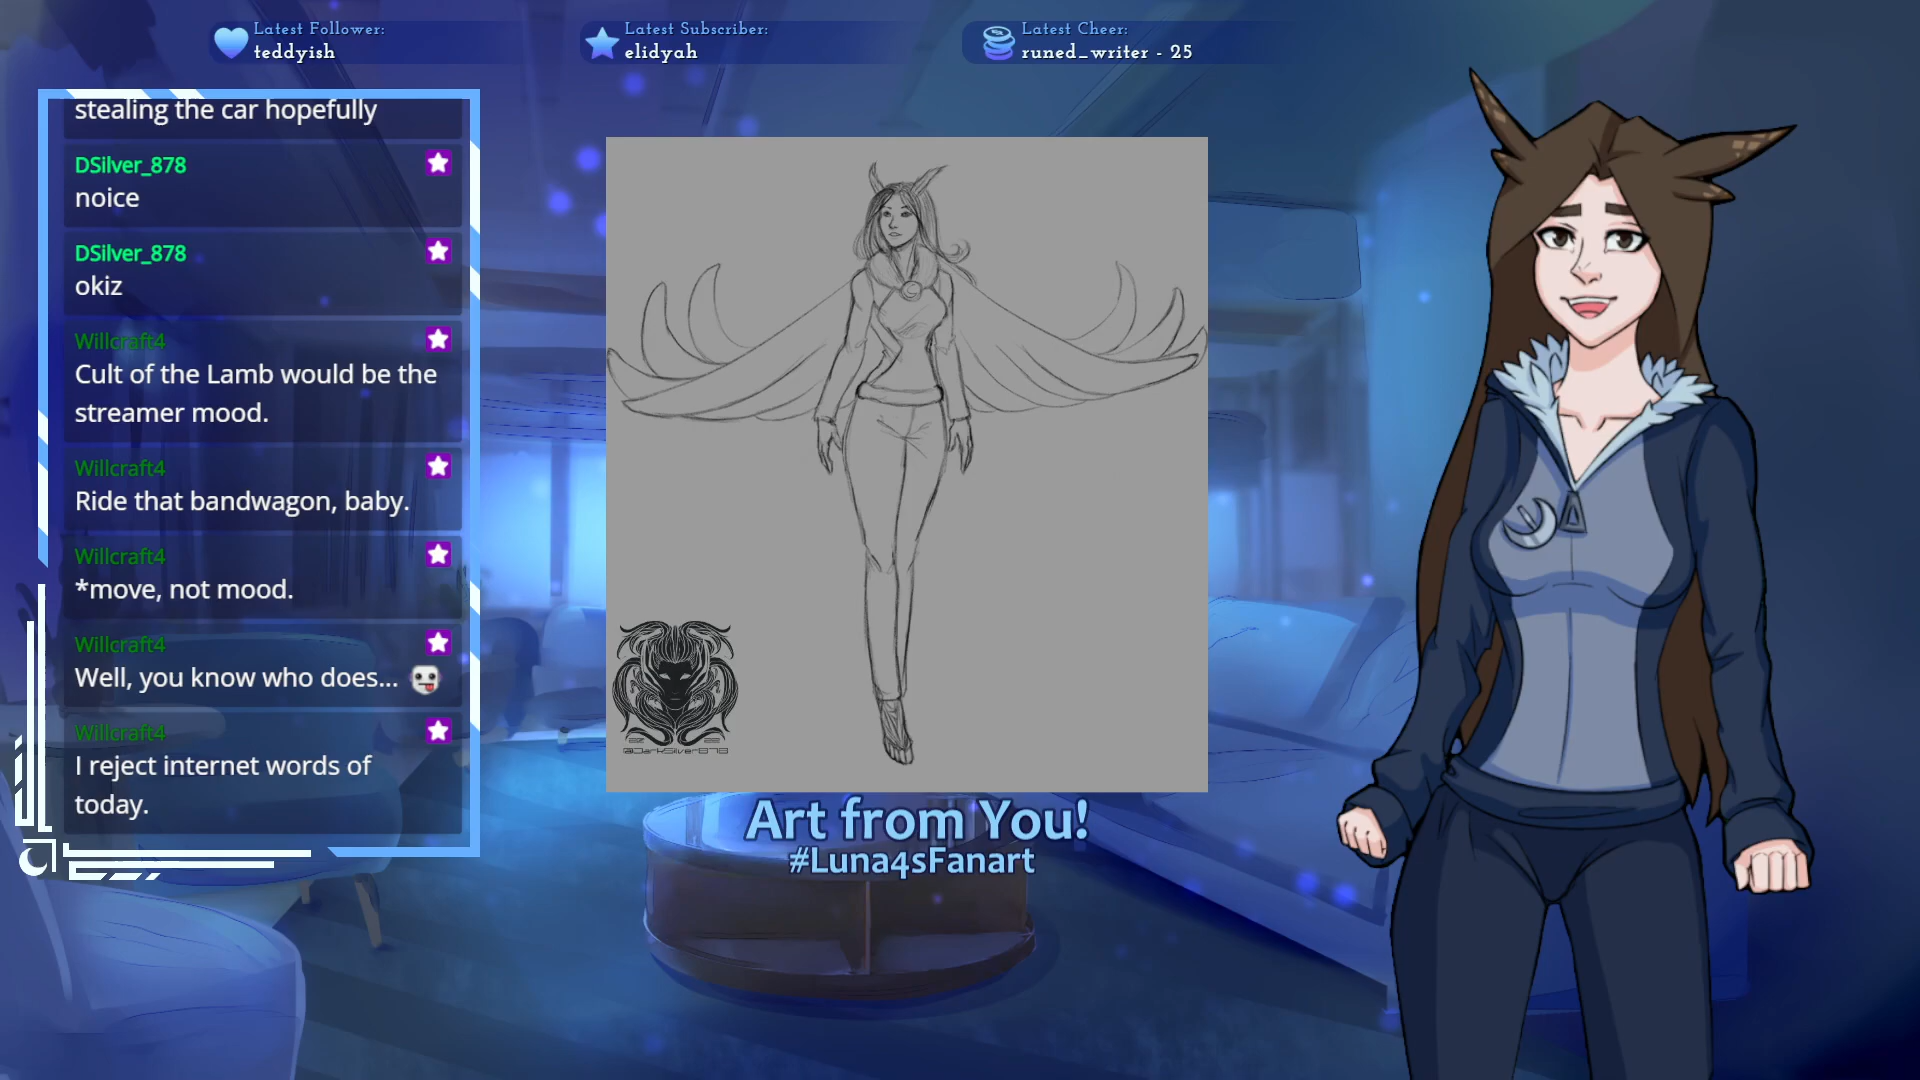 Latest Follower:
teddyish
Latest Subscriber:
elidyah
Latest Cheer:
runed_writer - 25
stealing the car hopefully
DSilver_878
noice
DSilver_878
okiz
Willcraft4
Cult of the Lamb would be the
streamer mood.
Willcraft4
Ride that bandwagon, baby.
Willcraft4
*move, not mood.
Willcraft4
Well, you know who does...
Willcraft4
I reject internet words of
today.
@DarkSilver878
Art from You!
#Luna4sFanart